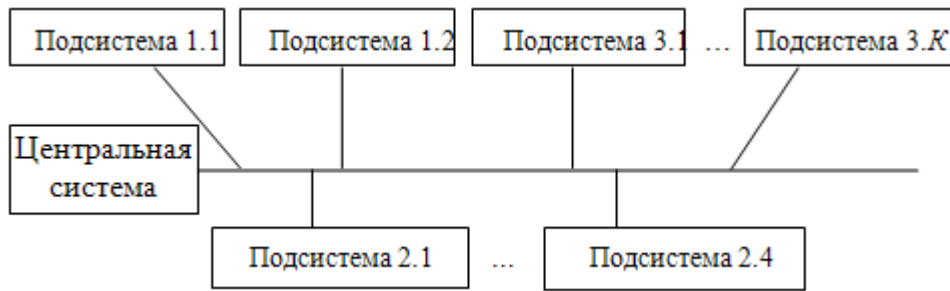 Подсистема 1.1
Подсистема 1.2
Подсистема 3.1
...
Подсистема 3.K
Центральная
система
Подсистема 2.1
...
Подсистема 2.4